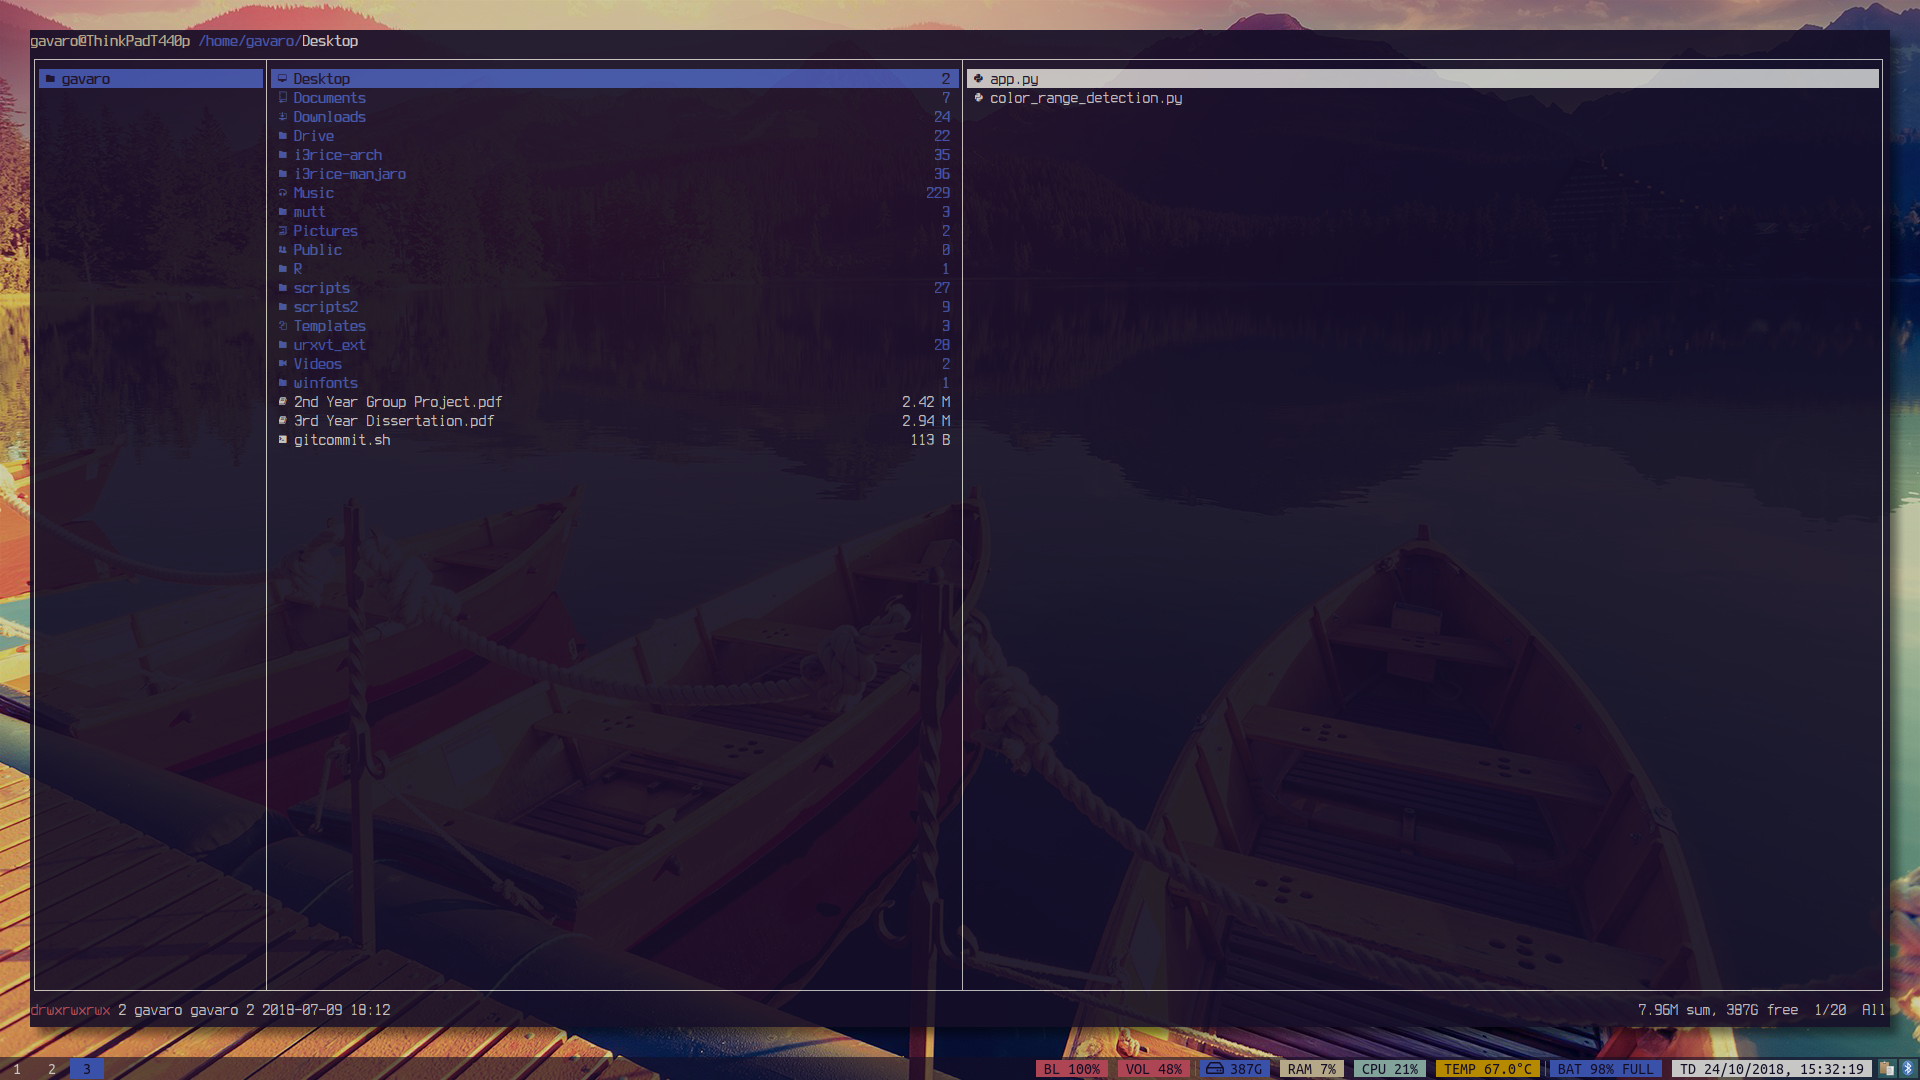 gavaro@ThinkPadT440p /home/gavaro/Desktop
gavaro
Desktop 2
Documents 7
Downloads 24
Drive 22
i3rice-arch 35
i3rice-manjaro 36
Music 229
mutt 3
Pictures 2
Public 0
R 1
scripts 27
scripts2 9
Templates 3
urxvt_ext 28
Videos 2
winfonts 1
2nd Year Group Project.pdf 2.42 M
3rd Year Dissertation.pdf 2.94 M
gitcommit.sh 113 B
app.py
color_range_detection.py
drwxrwxrwx 2 gavaro gavaro 2 2018-07-09 18:12
7.96M sum, 387G free 1/20 All
1 2 3
BL 100% VOL 48% 387G RAM 7% CPU 21% TEMP 67.0°C BAT 98% FULL TD 24/10/2018, 15:32:19